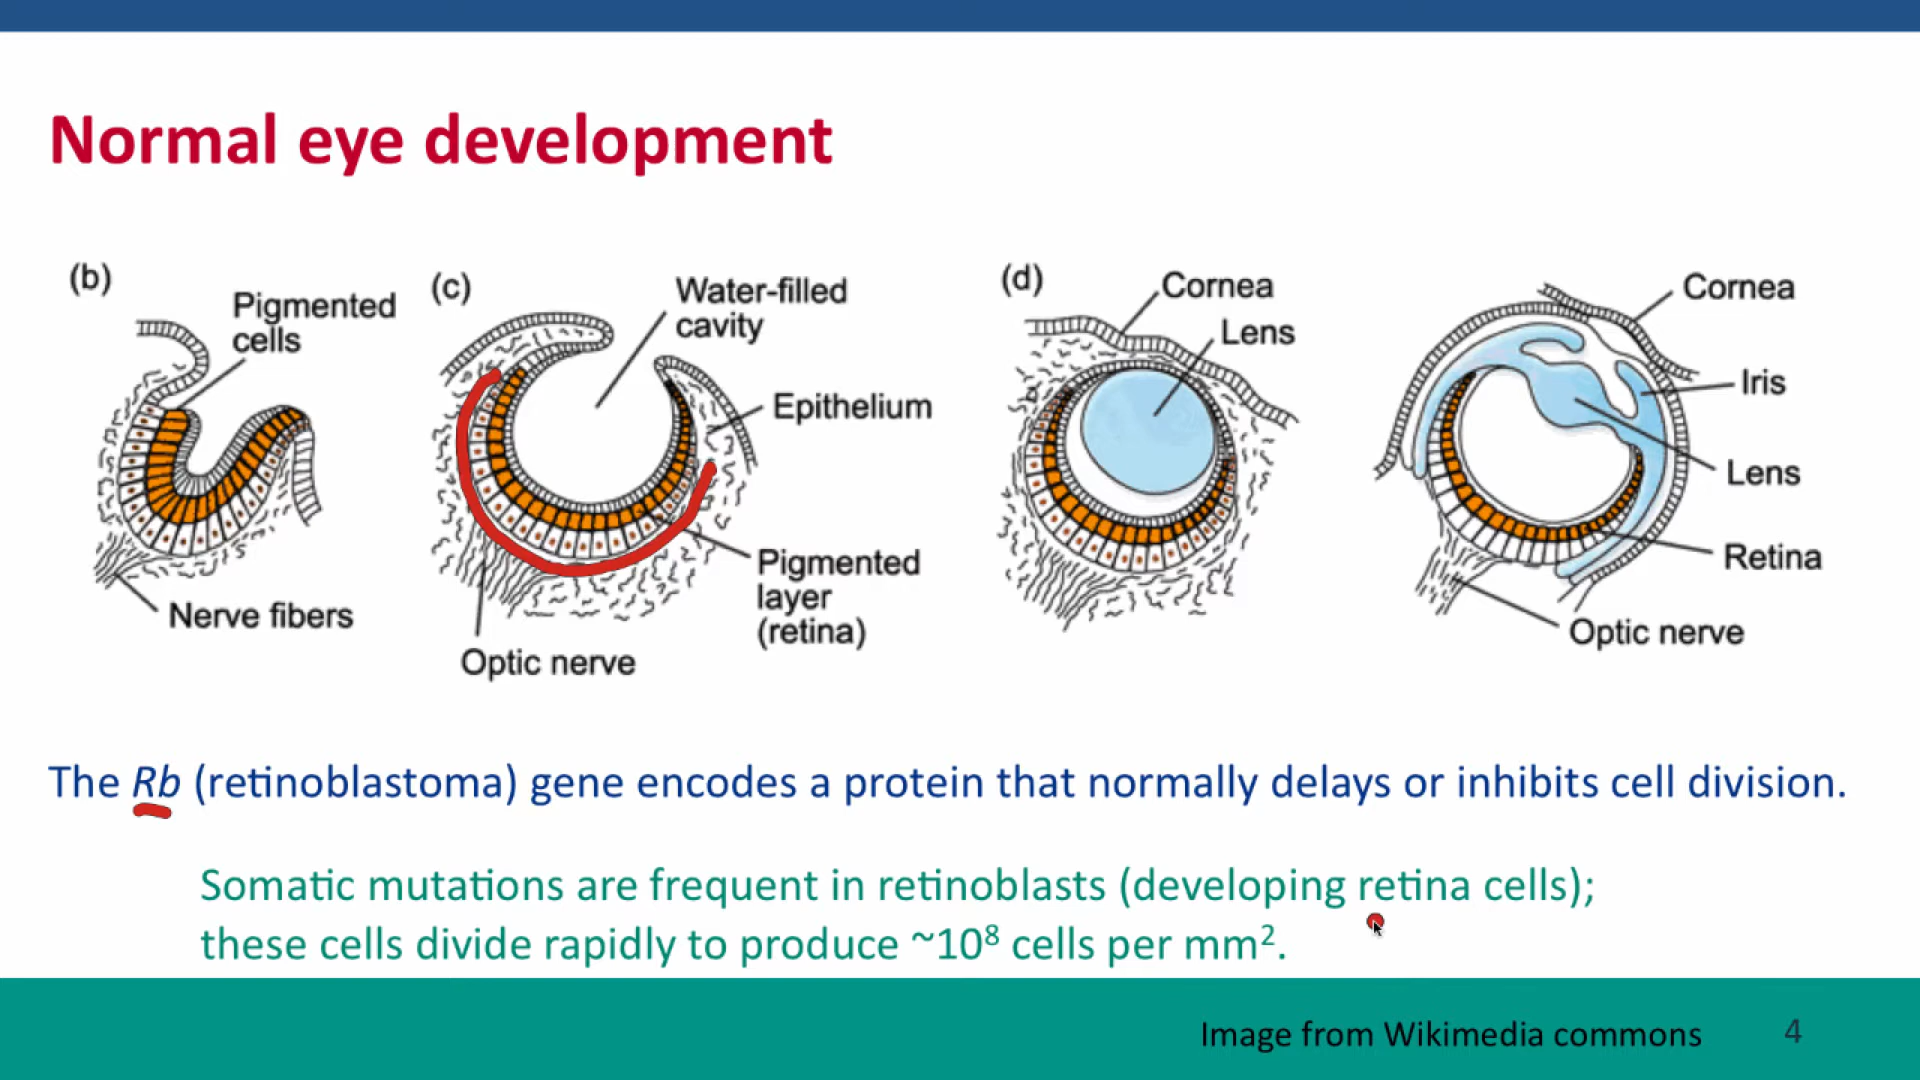 Normal eye development
(b)
Pigmented
cells
Nerve fibers
(c)
Water-filled
cavity
Epithelium
Pigmented
layer
(retina)
Optic nerve
(d)
Cornea
Lens
Cornea
Iris
Lens
Retina
Optic nerve
The Rb (retinoblastoma) gene encodes a protein that normally delays or inhibits cell division.
Somatic mutations are frequent in retinoblasts (developing retina cells);
these cells divide rapidly to produce ~10⁸ cells per mm².
Image from Wikimedia commons
4